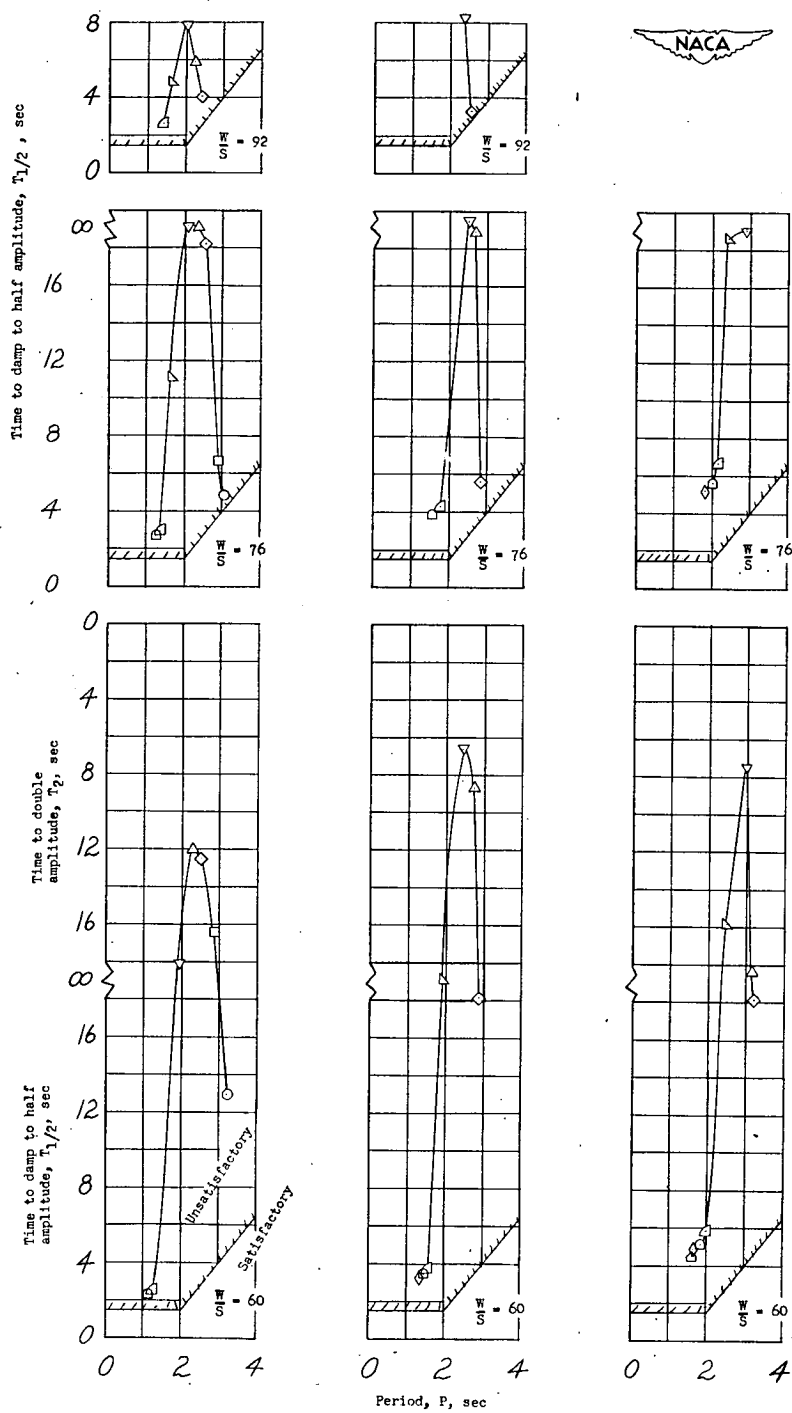 NACA
Time to damp to half amplitude, T1/2 , sec
8
4
0
W/S = 92
W/S = 92
∞
16
12
8
4
0
W/S = 76
W/S = 76
W/S = 76
Time to double
amplitude, T2, sec
0
4
8
12
16
∞
Time to damp to half
amplitude, T1/2, sec
16
12
8
4
0
Unsatisfactory
Satisfactory
W/S = 60
W/S = 60
W/S = 60
0 2 4
0 2 4
0 2 4
Period, P, sec